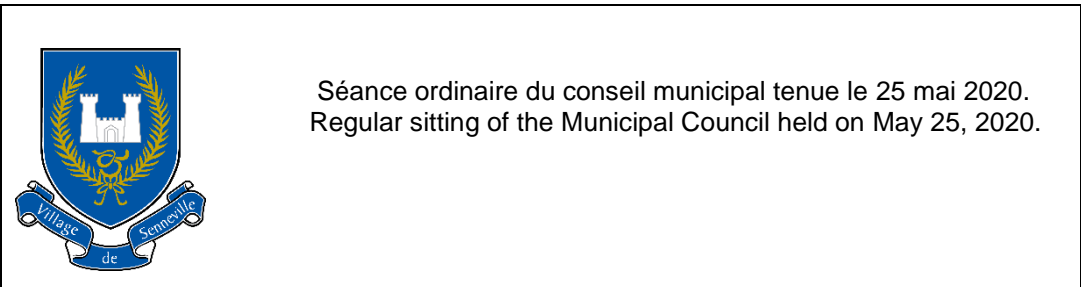 Séance ordinaire du conseil municipal tenue le 25 mai 2020.
Regular sitting of the Municipal Council held on May 25, 2020.
Village
de
Senneville